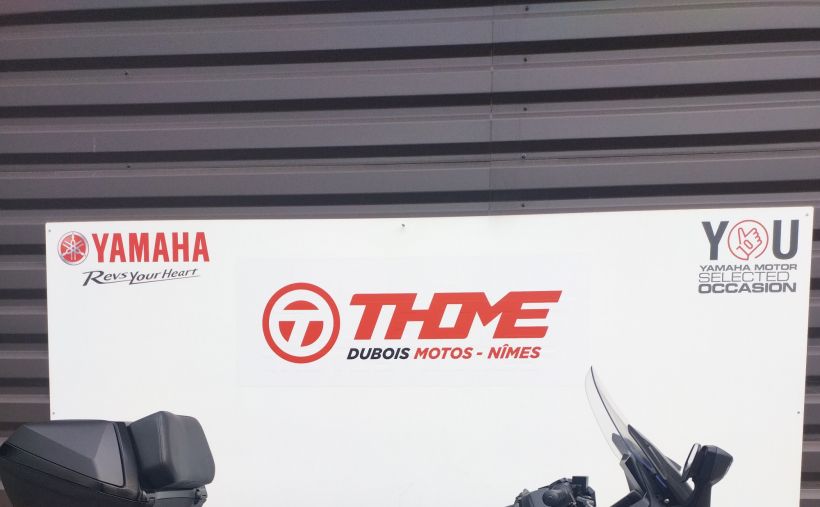 YAMAHA
Revs Your Heart
YOU
YAMAHA MOTOR
SELECTED
OCCASION
THOME
DUBOIS MOTOS - NÎMES